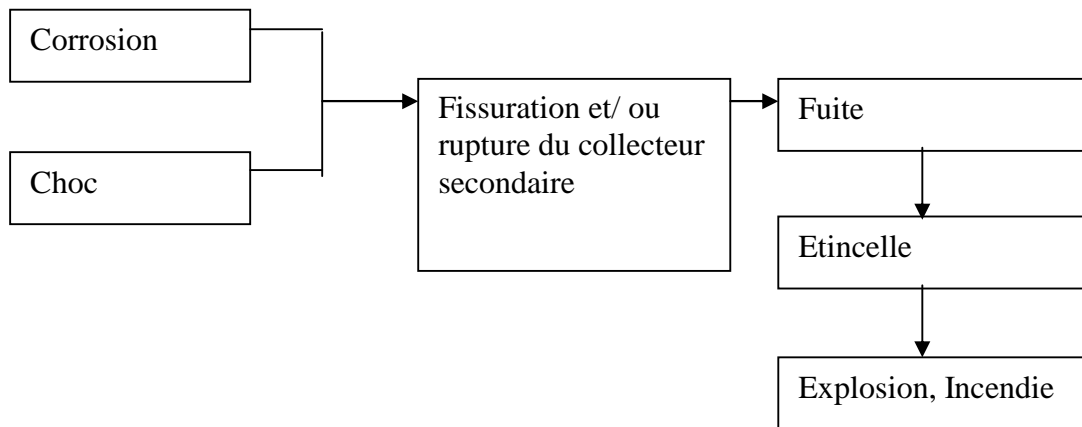 Corrosion
Choc
Fissuration et/ ou
rupture du collecteur
secondaire
Fuite
Etincelle
Explosion, Incendie